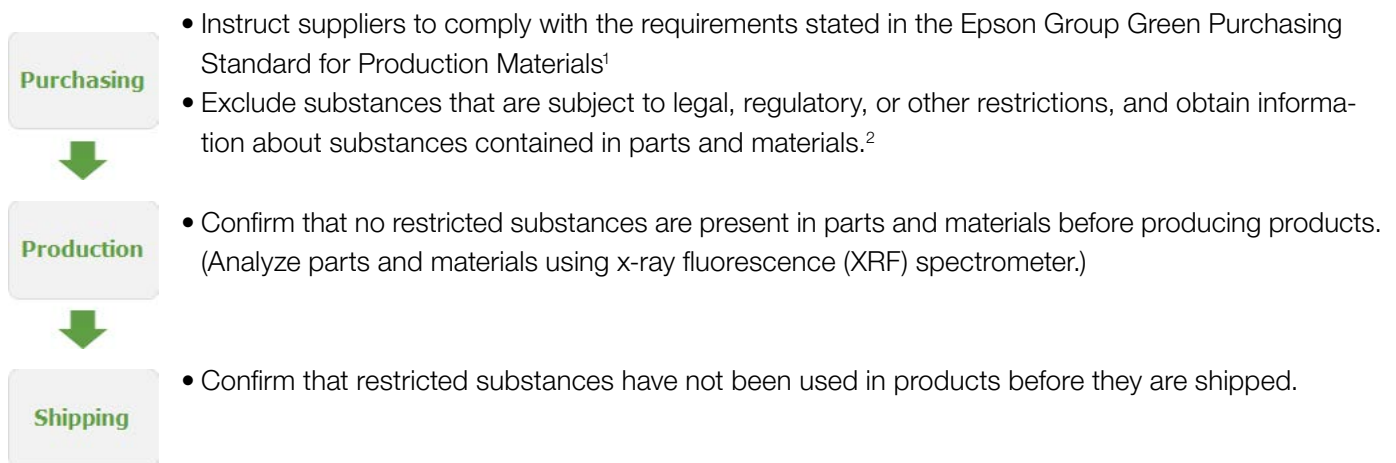 Purchasing
• Instruct suppliers to comply with the requirements stated in the Epson Group Green Purchasing
Standard for Production Materials¹
• Exclude substances that are subject to legal, regulatory, or other restrictions, and obtain informa-
tion about substances contained in parts and materials.²
Production
• Confirm that no restricted substances are present in parts and materials before producing products.
(Analyze parts and materials using x-ray fluorescence (XRF) spectrometer.)
Shipping
• Confirm that restricted substances have not been used in products before they are shipped.